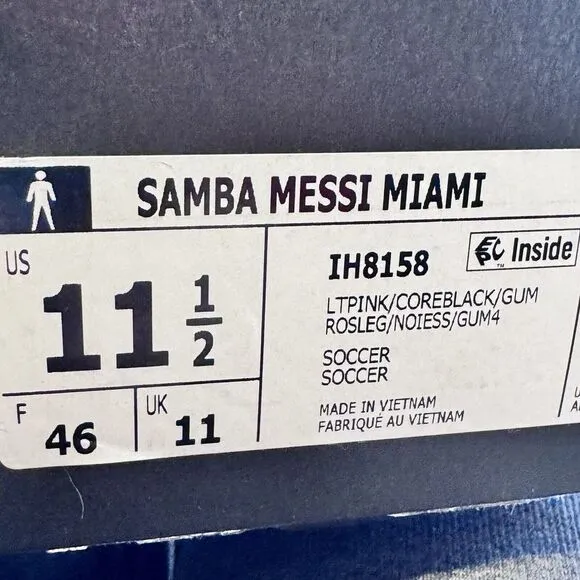 SAMBA MESSI MIAMI
US
11 1/2
F
46
UK
11
IH8158
Inside
LTPINK/COREBLACK/GUM
ROSLEG/NOIESS/GUM4
SOCCER
SOCCER
MADE IN VIETNAM
FABRIQUÉ AU VIETNAM